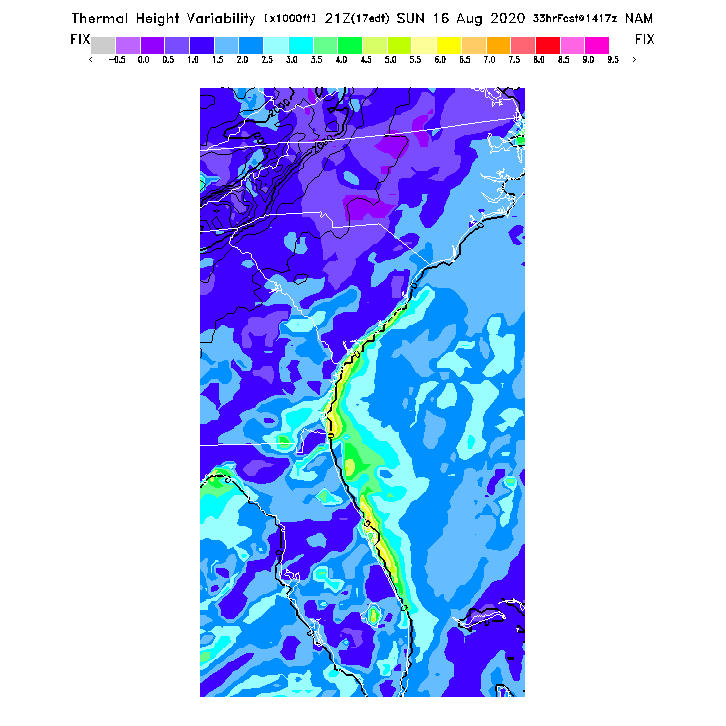 Thermal Height Variability [x1000ft] 21Z(17edt) SUN 16 Aug 2020 33hrFcst@1417z NAM
FIX FIX
< -0.5 0.0 0.5 1.0 1.5 2.0 2.5 3.0 3.5 4.0 4.5 5.0 5.5 6.0 6.5 7.0 7.5 8.0 8.5 9.0 9.5 >